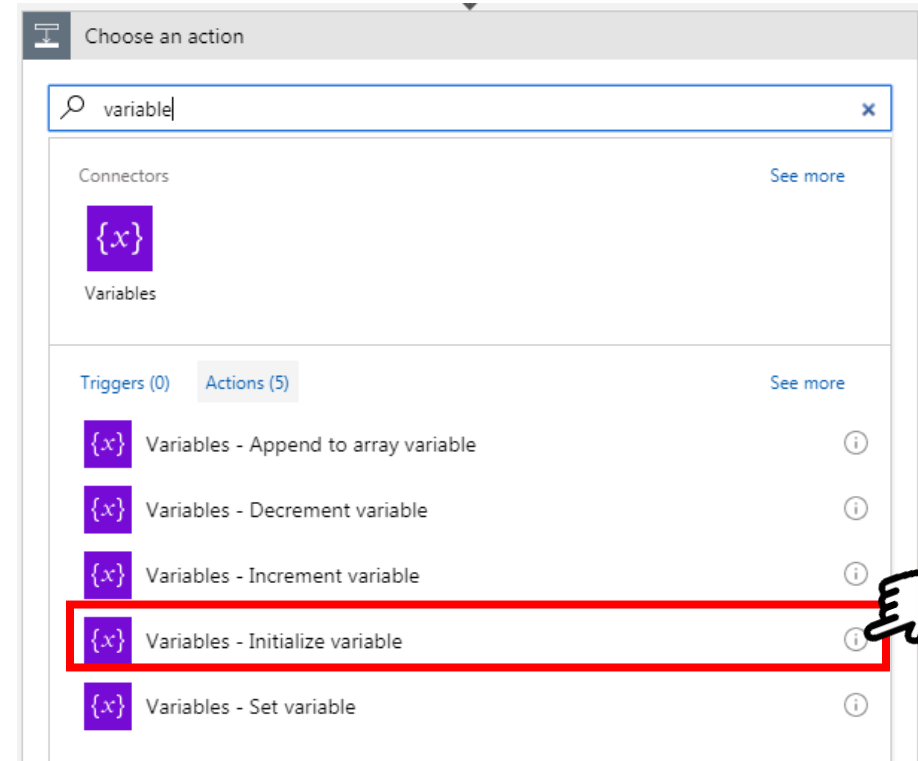 Choose an action
variable
Connectors See more
{x}
Variables
Triggers (0) Actions (5) See more
{x} Variables - Append to array variable
{x} Variables - Decrement variable
{x} Variables - Increment variable
{x} Variables - Initialize variable
{x} Variables - Set variable